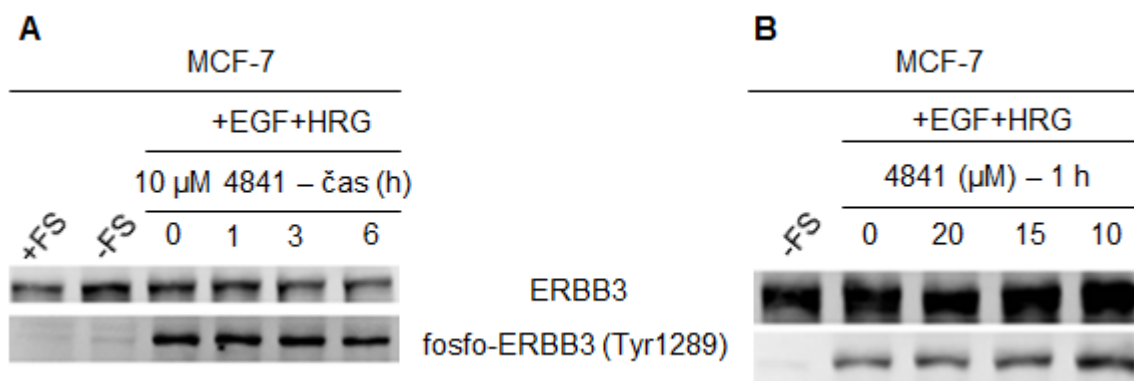 A
MCF-7
+EGF+HRG
10 µM 4841 – čas (h)
+FS -FS 0 1 3 6
B
MCF-7
+EGF+HRG
4841 (µM) – 1 h
-FS 0 20 15 10
ERBB3
fosfo-ERBB3 (Tyr1289)